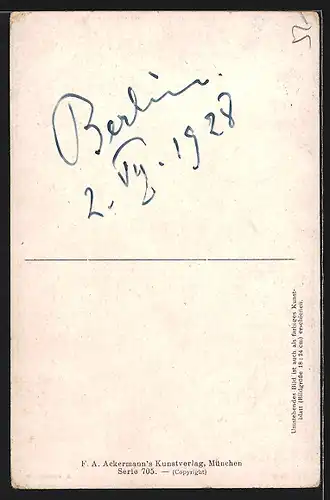 Berlin.
2. VII. 1928
Umstehendes Bild ist auch als farbiges Kunst-
blatt (Bildgröße 18:24 cm) erschienen.
F. A. Ackermann's Kunstverlag, München
Serie 705. — (Copyright)